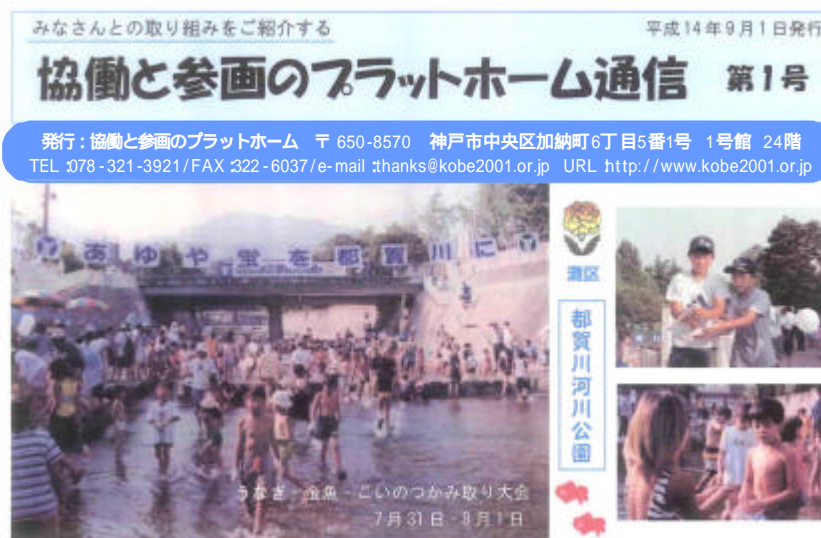 みなさんとの取り組みをご紹介する
平成14年9月1日発行
協働と参画のプラットホーム通信 第1号
発行：協働と参画のプラットホーム 〒650-8570 神戸市中央区加納町6丁目5番1号 1号館 24階
TEL:078-321-3921/FAX:322-6037/e-mail:thanks@kobe2001.or.jp URL:http://www.kobe2001.or.jp
あゆや蛍を都賀川に
灘区
都賀川河川公園
うなぎ・金魚・こいのつかみ取り大会
7月31日・8月1日